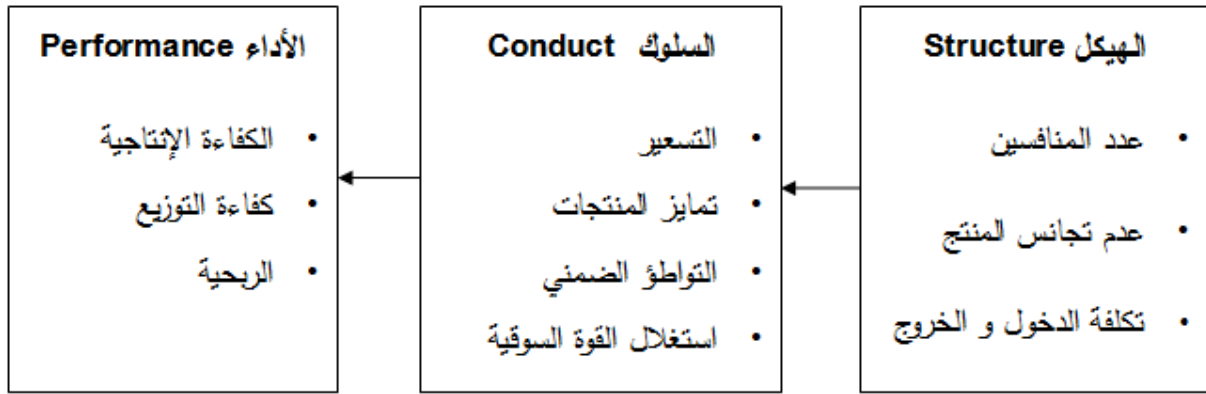 الهيكل Structure
• عدد المنافسين
• عدم تجانس المنتج
• تكلفة الدخول و الخروج
السلوك Conduct
• التسعير
• تمايز المنتجات
• التواطؤ الضمني
• استغلال القوة السوقية
الأداء Performance
• الكفاءة الإنتاجية
• كفاءة التوزيع
• الربحية